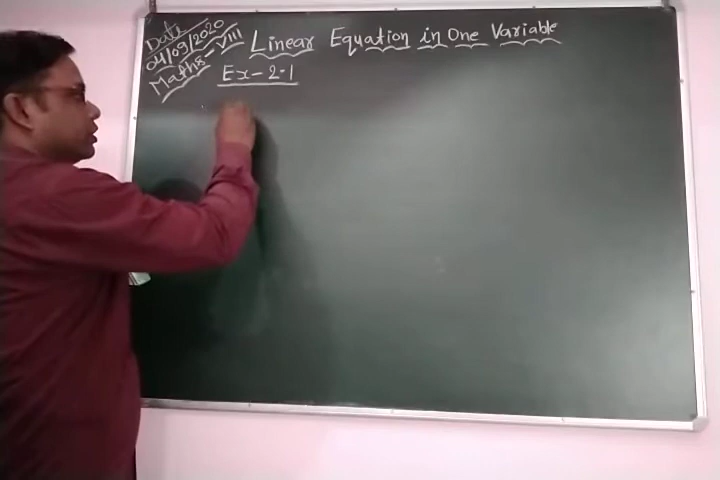 Date
04/09/2020
Maths - VIII
Linear Equation in One Variable
Ex - 2.1